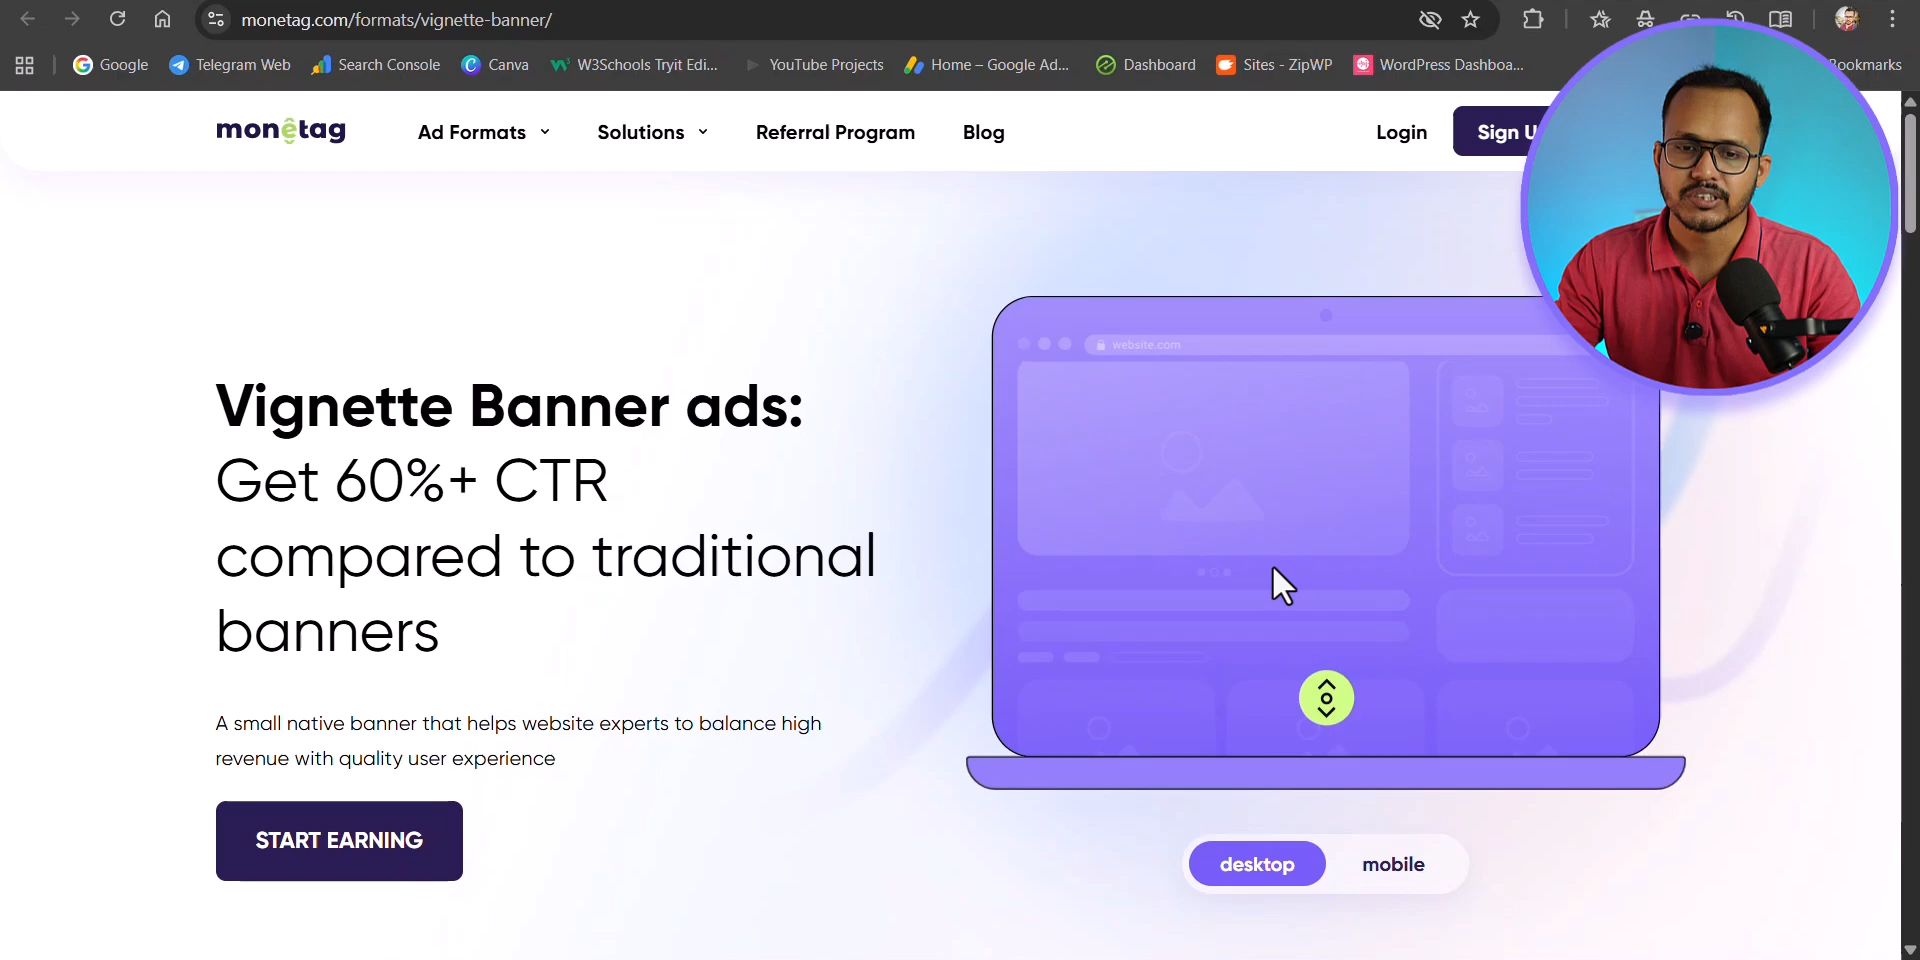 monetag.com/formats/vignette-banner/
Google
Telegram Web
Search Console
Canva
W3Schools Tryit Edi...
YouTube Projects
Home – Google Ad...
Dashboard
Sites - ZipWP
WordPress Dashboa...
Bookmarks
monetag
Ad Formats
Solutions
Referral Program
Blog
Login
Sign U
website.com
Vignette Banner ads:
Get 60%+ CTR
compared to traditional
banners
A small native banner that helps website experts to balance high
revenue with quality user experience
START EARNING
desktop
mobile